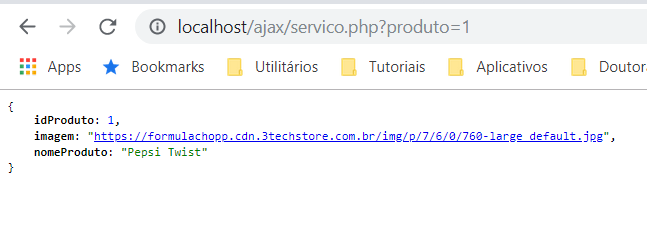 localhost/ajax/servico.php?produto=1
Apps Bookmarks Utilitários Tutoriais Aplicativos Doutora
{
idProduto: 1,
imagem: "https://formulachopp.cdn.3techstore.com.br/img/p/7/6/0/760-large_default.jpg",
nomeProduto: "Pepsi Twist"
}